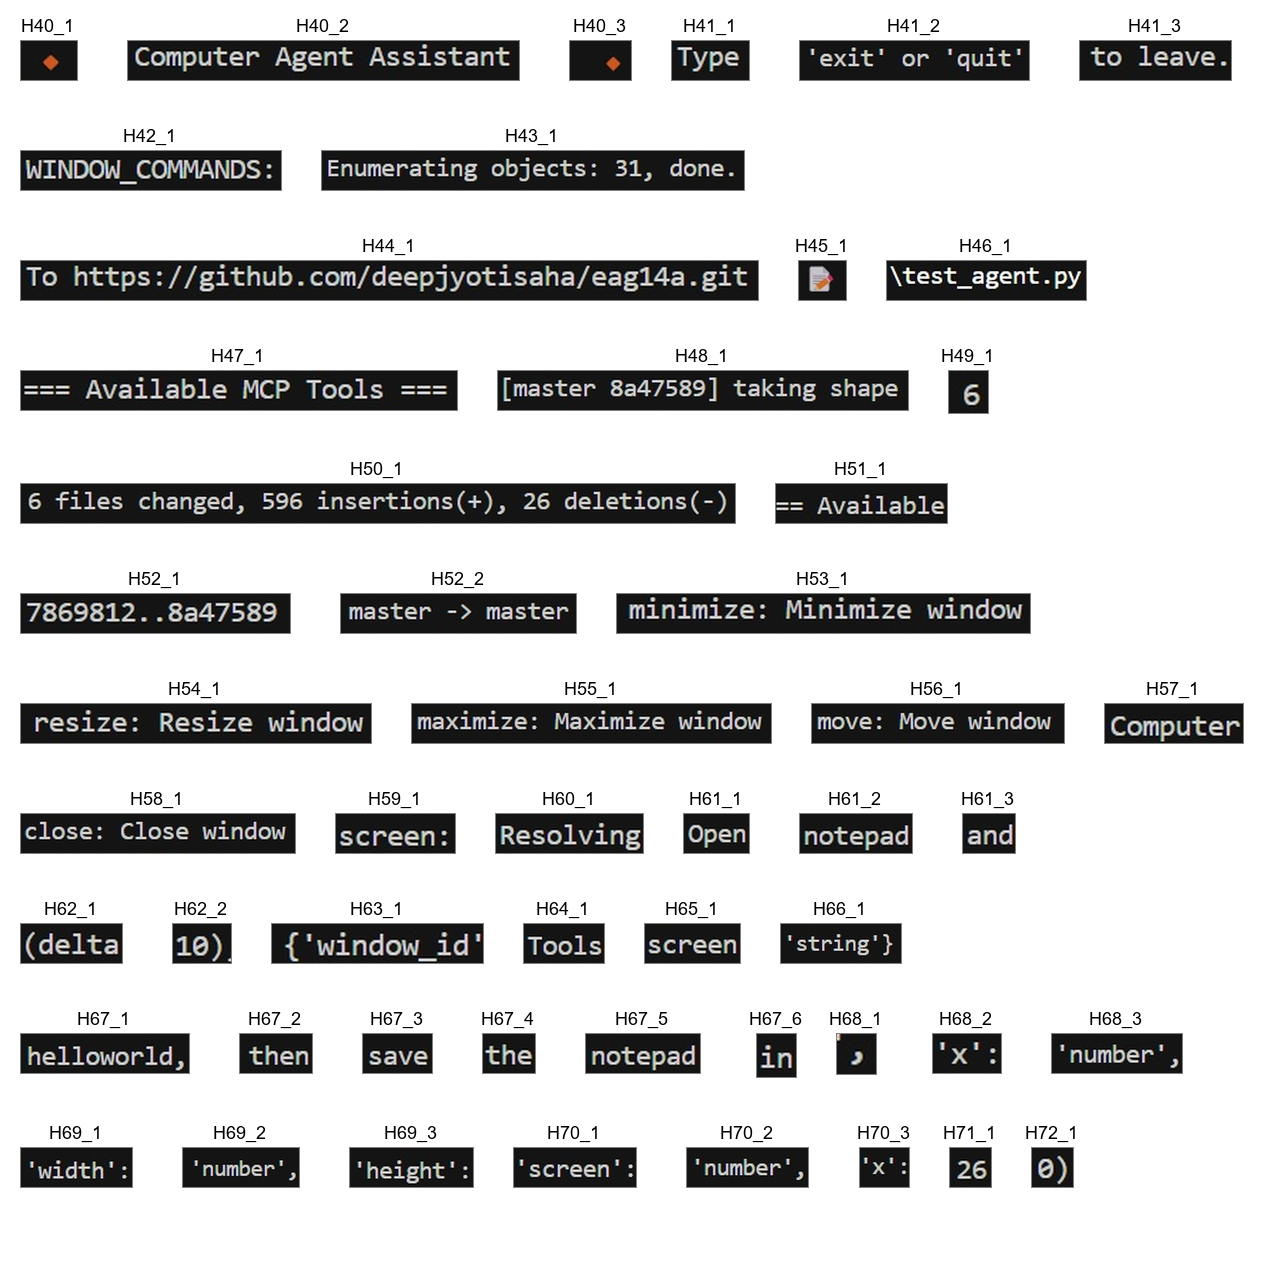 H40_1 H40_2 H40_3 H41_1 H41_2 H41_3
🔸 Computer Agent Assistant 🔸 Type 'exit' or 'quit' to leave.
H42_1 H43_1
WINDOW_COMMANDS: Enumerating objects: 31, done.
H44_1 H45_1 H46_1
To https://github.com/deepjyotisaha/eag14a.git 📝 \test_agent.py
H47_1 H48_1 H49_1
=== Available MCP Tools === [master 8a47589] taking shape 6
H50_1 H51_1
6 files changed, 596 insertions(+), 26 deletions(-) == Available
H52_1 H52_2 H53_1
7869812..8a47589 master -> master minimize: Minimize window
H54_1 H55_1 H56_1 H57_1
resize: Resize window maximize: Maximize window move: Move window Computer
H58_1 H59_1 H60_1 H61_1 H61_2 H61_3
close: Close window screen: Resolving Open notepad and
H62_1 H62_2 H63_1 H64_1 H65_1 H66_1
(delta 10), {'window_id' Tools screen 'string'}
H67_1 H67_2 H67_3 H67_4 H67_5 H67_6 H68_1 H68_2 H68_3
helloworld, then save the notepad in , 'x': 'number',
H69_1 H69_2 H69_3 H70_1 H70_2 H70_3 H71_1 H72_1
'width': 'number', 'height': 'screen': 'number', 'x': 26 0)